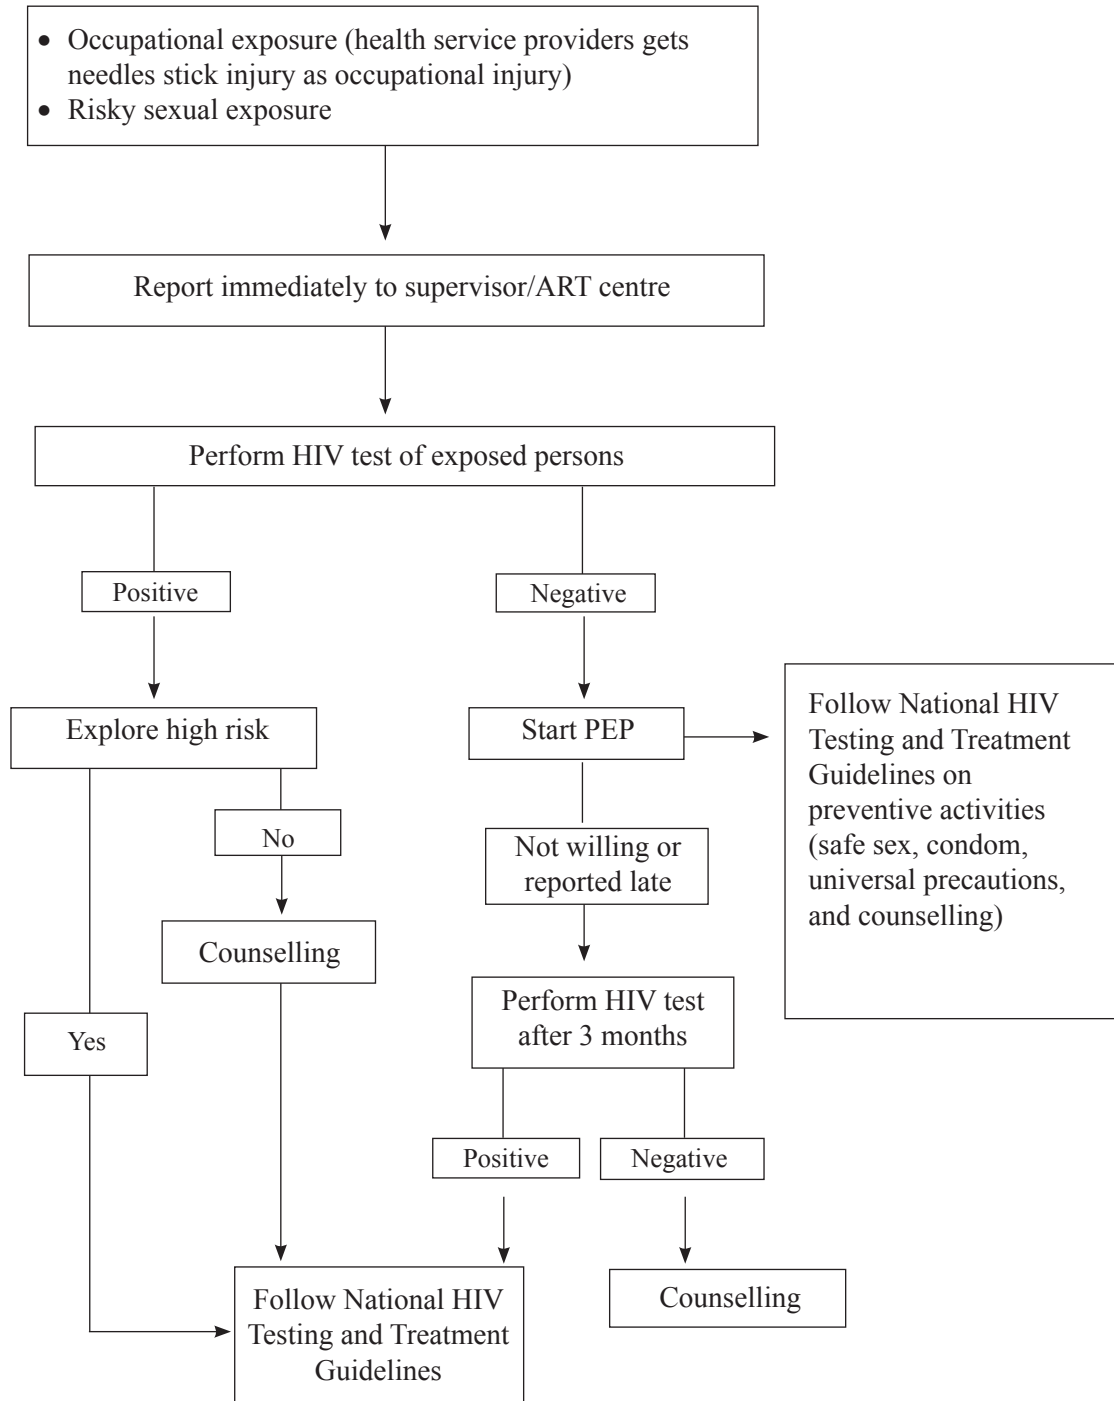 • Occupational exposure (health service providers gets
needles stick injury as occupational injury)
• Risky sexual exposure
Report immediately to supervisor/ART centre
Perform HIV test of exposed persons
Positive
Negative
Explore high risk
Start PEP
Follow National HIV
Testing and Treatment
Guidelines on
preventive activities
(safe sex, condom,
universal precautions,
and counselling)
No
Not willing or
reported late
Counselling
Yes
Perform HIV test
after 3 months
Positive
Negative
Follow National HIV
Testing and Treatment
Guidelines
Counselling